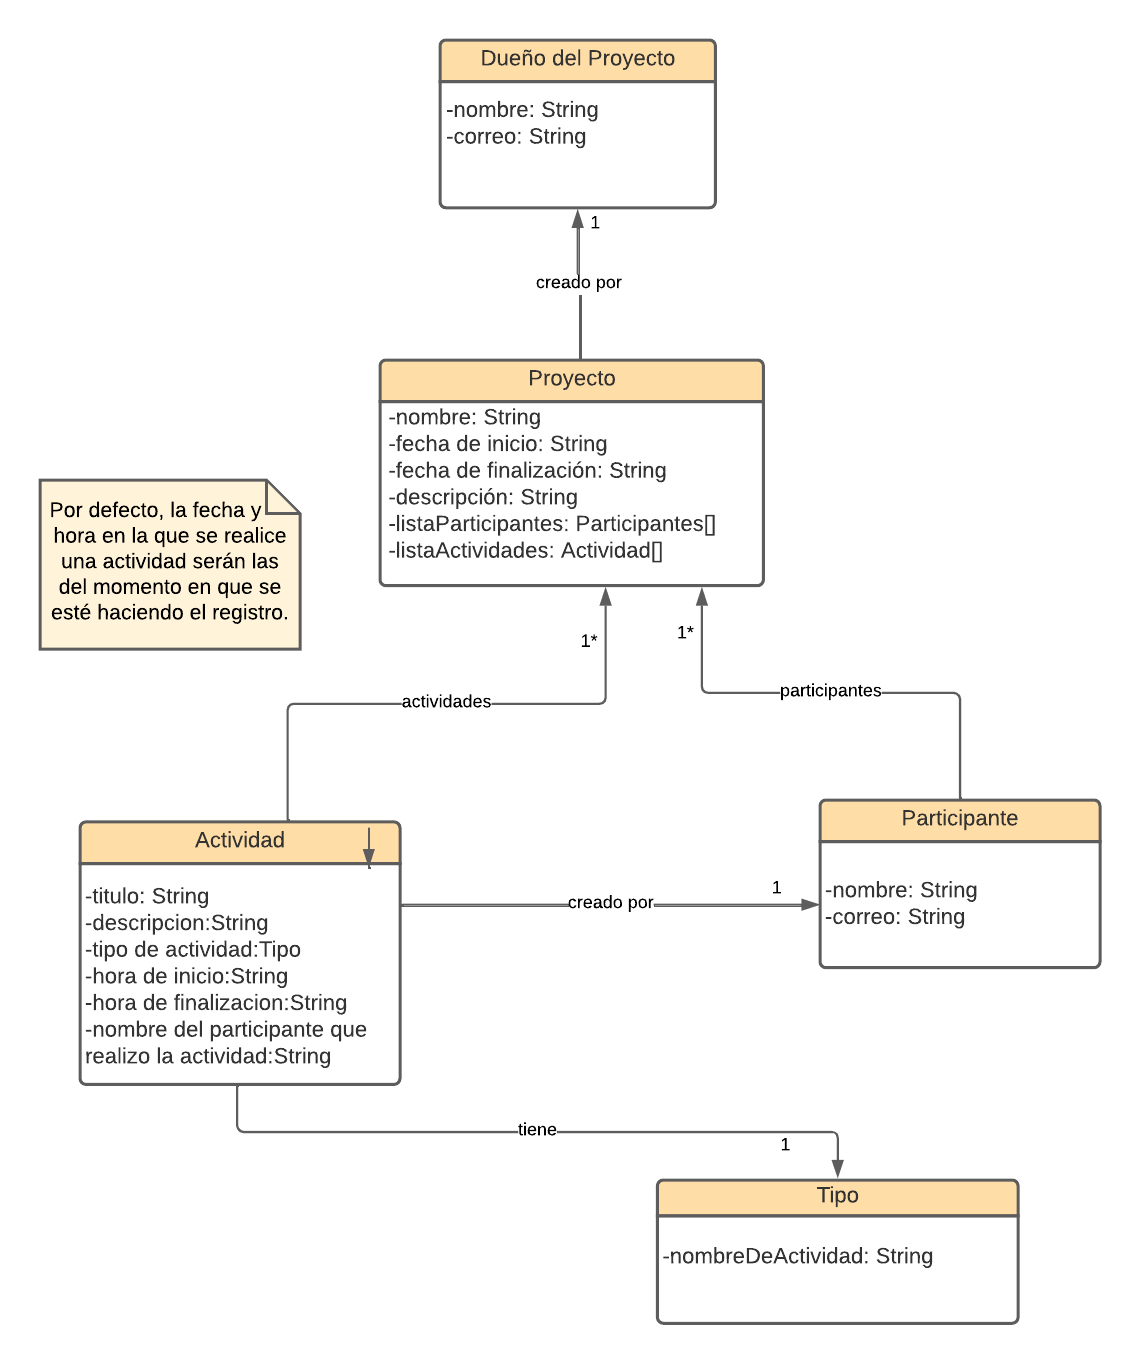 Dueño del Proyecto
-nombre: String
-correo: String
1
creado por
Proyecto
-nombre: String
-fecha de inicio: String
-fecha de finalización: String
-descripción: String
-listaParticipantes: Participantes[]
-listaActividades: Actividad[]
Por defecto, la fecha y
hora en la que se realice
una actividad serán las
del momento en que se
esté haciendo el registro.
1*
1*
actividades
participantes
Actividad
-titulo: String
-descripcion:String
-tipo de actividad:Tipo
-hora de inicio:String
-hora de finalizacion:String
-nombre del participante que
realizo la actividad:String
creado por
1
Participante
-nombre: String
-correo: String
tiene
1
Tipo
-nombreDeActividad: String